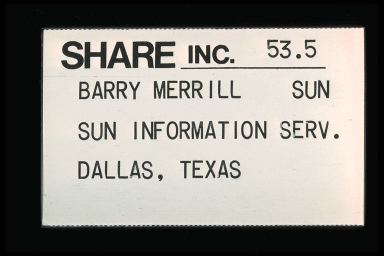 SHARE INC. 53.5
BARRY MERRILL SUN
SUN INFORMATION SERV.
DALLAS, TEXAS